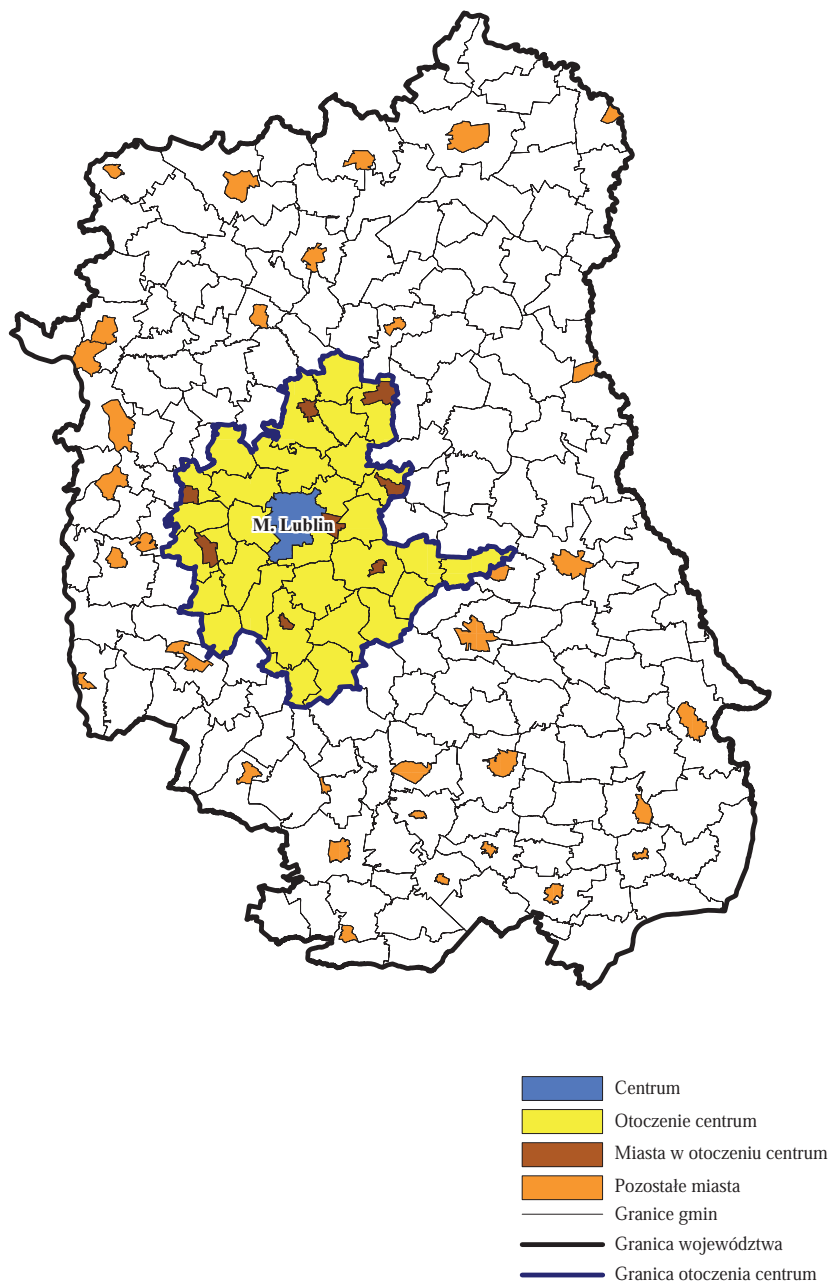 M. Lublin
Centrum
Otoczenie centrum
Miasta w otoczeniu centrum
Pozostałe miasta
Granice gmin
Granica województwa
Granica otoczenia centrum